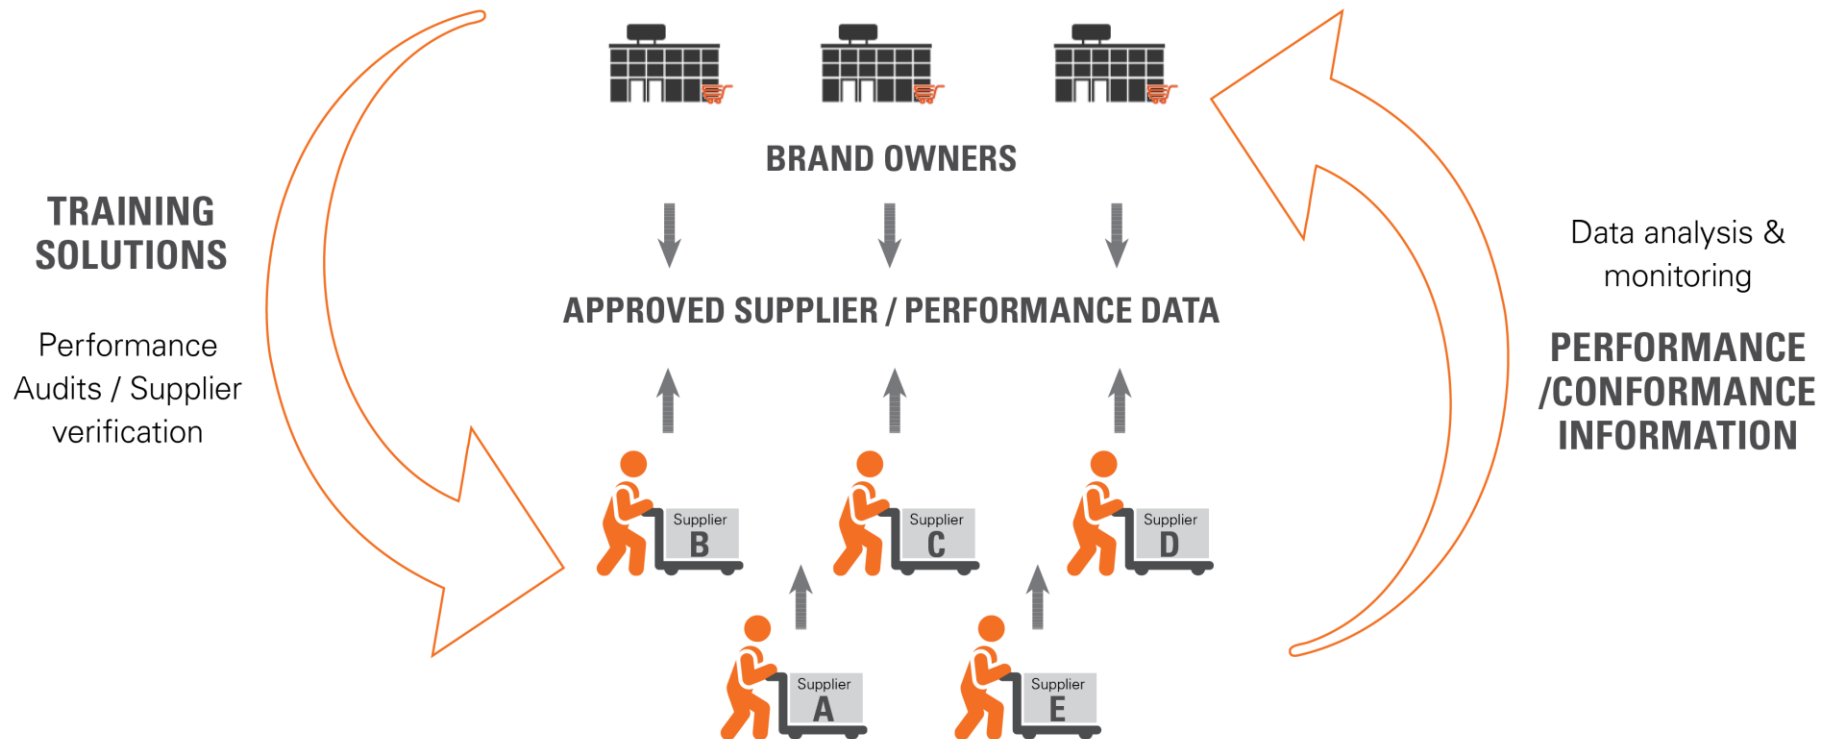 BRAND OWNERS
TRAINING
SOLUTIONS
Performance
Audits / Supplier
verification
APPROVED SUPPLIER / PERFORMANCE DATA
Data analysis &
monitoring
PERFORMANCE
/CONFORMANCE
INFORMATION
Supplier
B
Supplier
C
Supplier
D
Supplier
A
Supplier
E